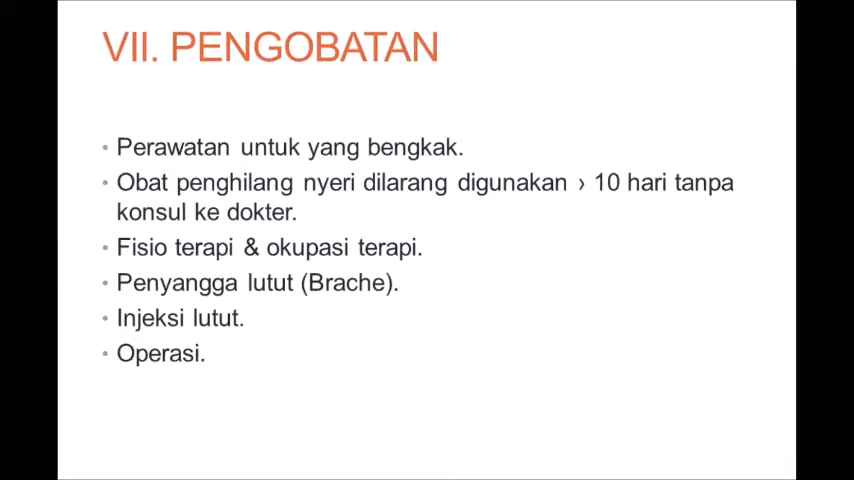 VII. PENGOBATAN
• Perawatan untuk yang bengkak.
• Obat penghilang nyeri dilarang digunakan › 10 hari tanpa
konsul ke dokter.
• Fisio terapi & okupasi terapi.
• Penyangga lutut (Brache).
• Injeksi lutut.
• Operasi.